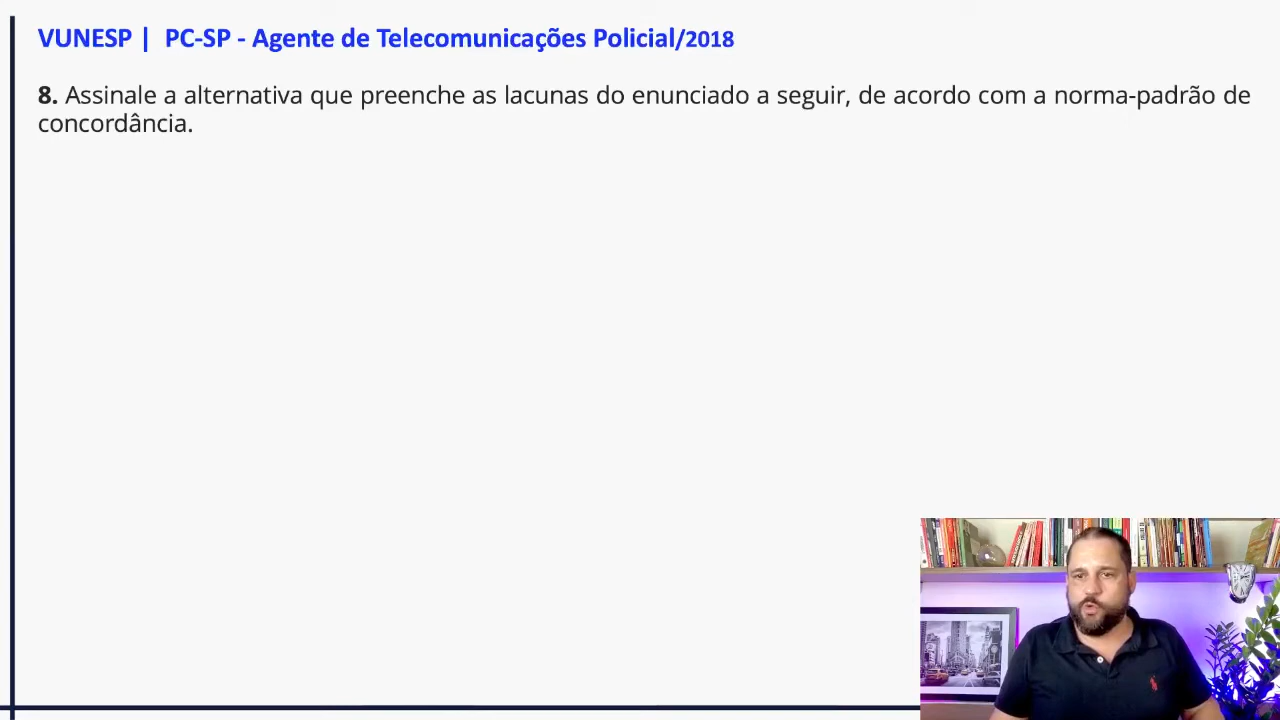 VUNESP | PC-SP - Agente de Telecomunicações Policial/2018
8. Assinale a alternativa que preenche as lacunas do enunciado a seguir, de acordo com a norma-padrão de
concordância.